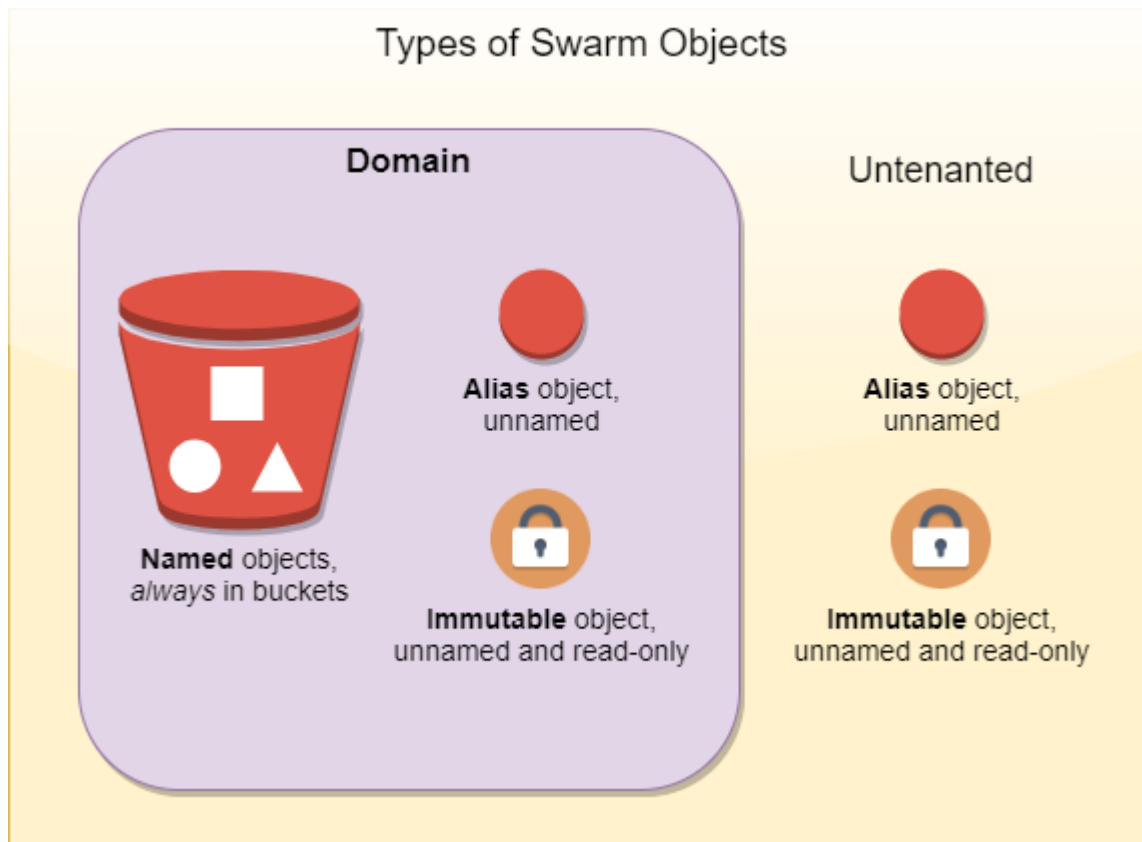 Types of Swarm Objects
Domain
Untenanted
Named objects,
always in buckets
Alias object,
unnamed
Immutable object,
unnamed and read-only
Alias object,
unnamed
Immutable object,
unnamed and read-only